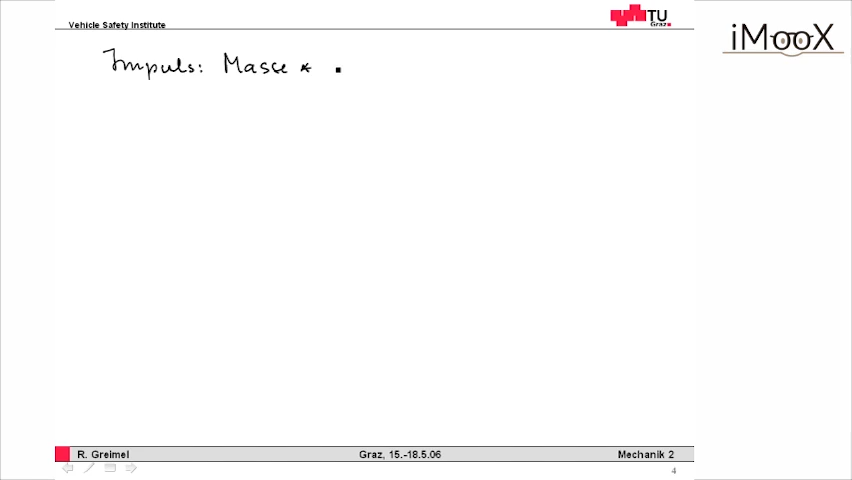 Vehicle Safety Institute
TU
Graz
iMooX
Impuls: Masse *
R. Greimel
Graz, 15.-18.5.06
Mechanik 2
4